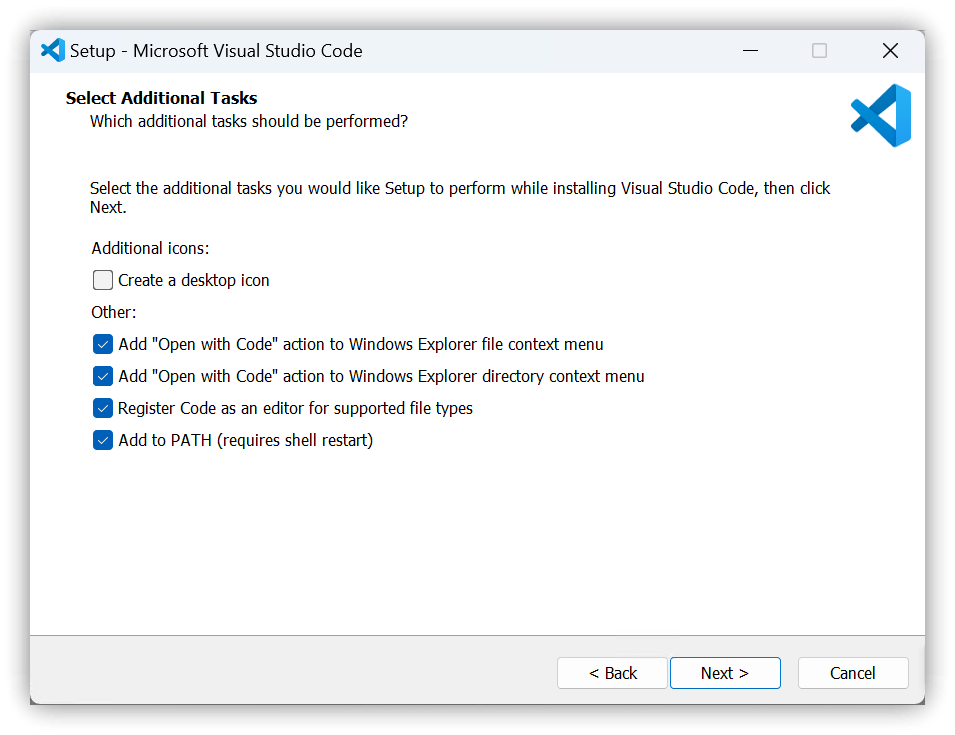 Setup - Microsoft Visual Studio Code
Select Additional Tasks
Which additional tasks should be performed?
Select the additional tasks you would like Setup to perform while installing Visual Studio Code, then click
Next.
Additional icons:
Create a desktop icon
Other:
Add "Open with Code" action to Windows Explorer file context menu
Add "Open with Code" action to Windows Explorer directory context menu
Register Code as an editor for supported file types
Add to PATH (requires shell restart)
< Back Next > Cancel